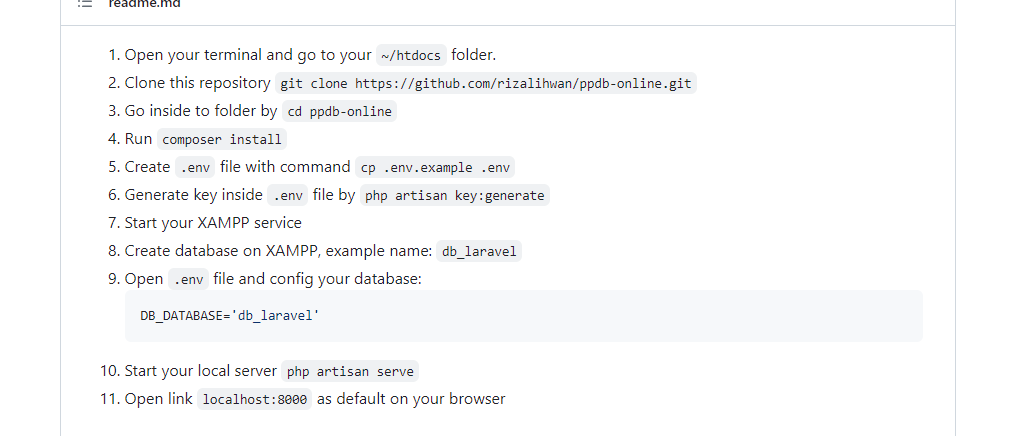 readme.md
1. Open your terminal and go to your ~/htdocs folder.
2. Clone this repository git clone https://github.com/rizalihwan/ppdb-online.git
3. Go inside to folder by cd ppdb-online
4. Run composer install
5. Create .env file with command cp .env.example .env
6. Generate key inside .env file by php artisan key:generate
7. Start your XAMPP service
8. Create database on XAMPP, example name: db_laravel
9. Open .env file and config your database:
DB_DATABASE='db_laravel'
10. Start your local server php artisan serve
11. Open link localhost:8000 as default on your browser